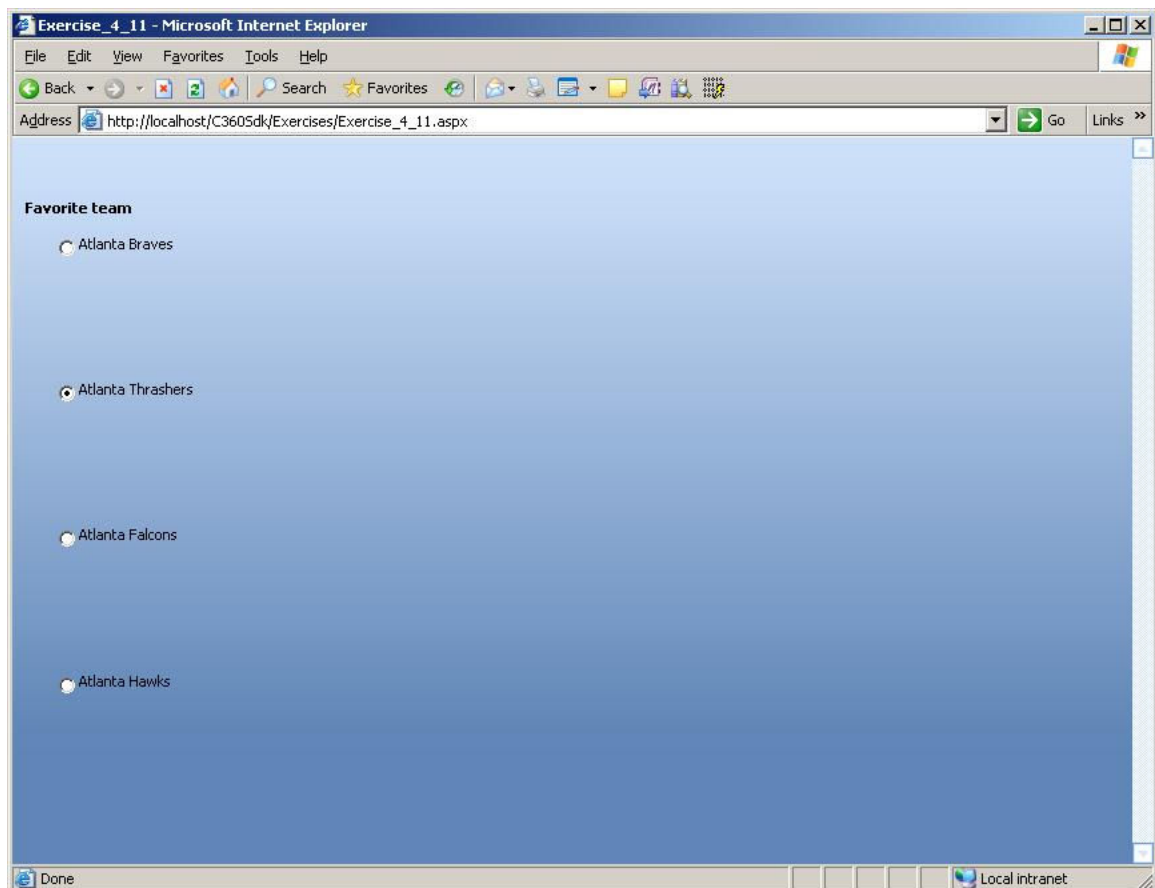 Exercise_4_11 - Microsoft Internet Explorer
File Edit View Favorites Tools Help
Back Search Favorites
Address http://localhost/C360Sdk/Exercises/Exercise_4_11.aspx Go Links »
Favorite team
Atlanta Braves
Atlanta Thrashers
Atlanta Falcons
Atlanta Hawks
Done Local intranet